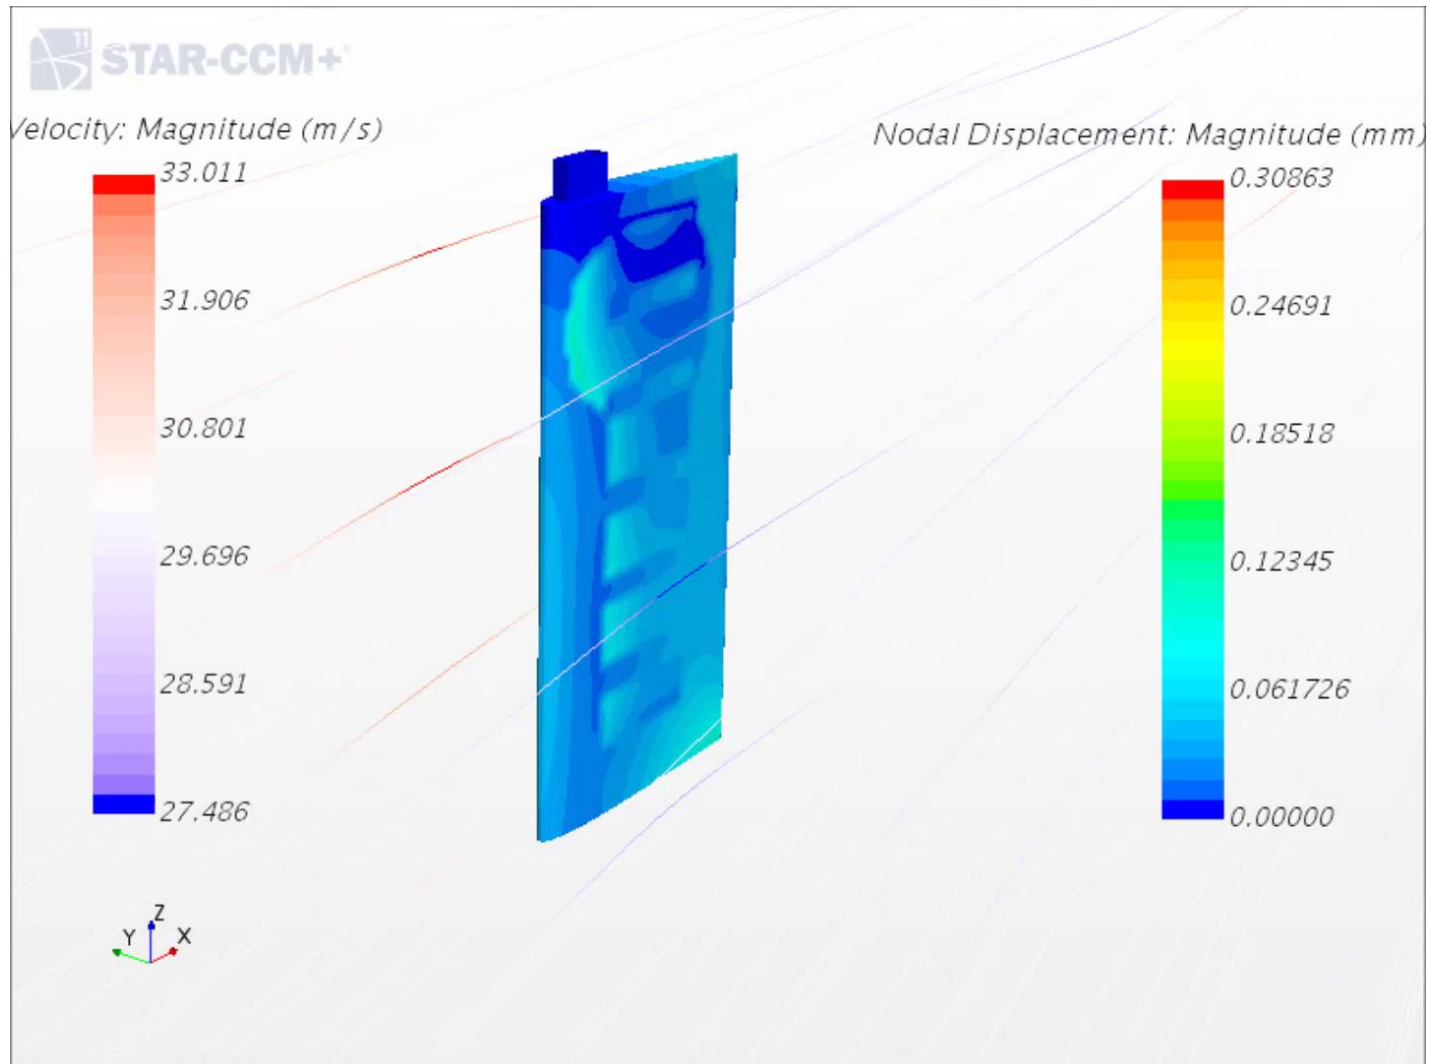 11
STAR-CCM+
Velocity: Magnitude (m/s)
33.011
31.906
30.801
29.696
28.591
27.486
Nodal Displacement: Magnitude (mm)
0.30863
0.24691
0.18518
0.12345
0.061726
0.00000
Z
Y X